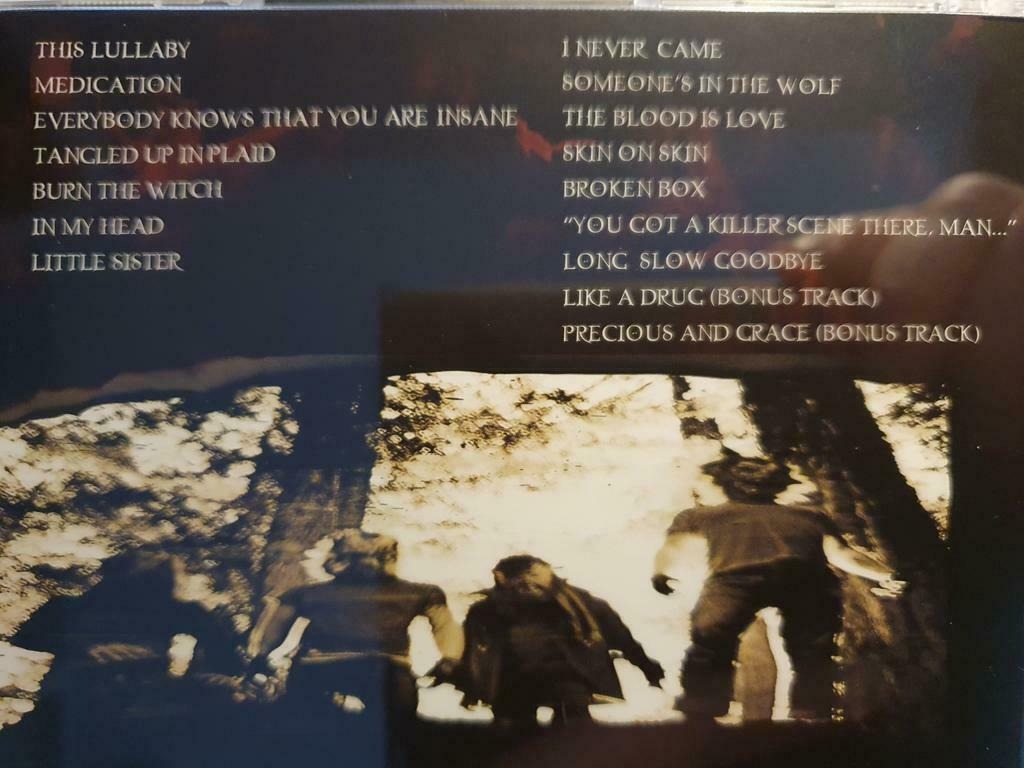 THIS LULLABY
MEDICATION
EVERYBODY KNOWS THAT YOU ARE INSANE
TANGLED UP IN PLAID
BURN THE WITCH
IN MY HEAD
LITTLE SISTER
I NEVER CAME
SOMEONE'S IN THE WOLF
THE BLOOD IS LOVE
SKIN ON SKIN
BROKEN BOX
"YOU GOT A KILLER SCENE THERE, MAN..."
LONG SLOW GOODBYE
LIKE A DRUG (BONUS TRACK)
PRECIOUS AND GRACE (BONUS TRACK)